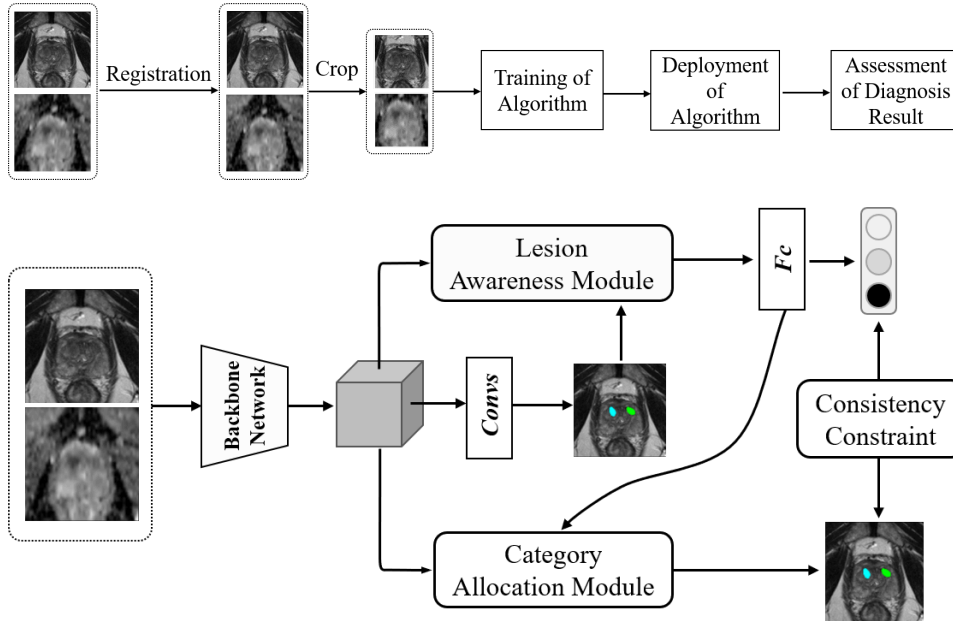 Registration
Crop
Training of
Algorithm
Deployment
of
Algorithm
Assessment
of Diagnosis
Result
Lesion
Awareness Module
Fc
Backbone
Network
Convs
Consistency
Constraint
Category
Allocation Module